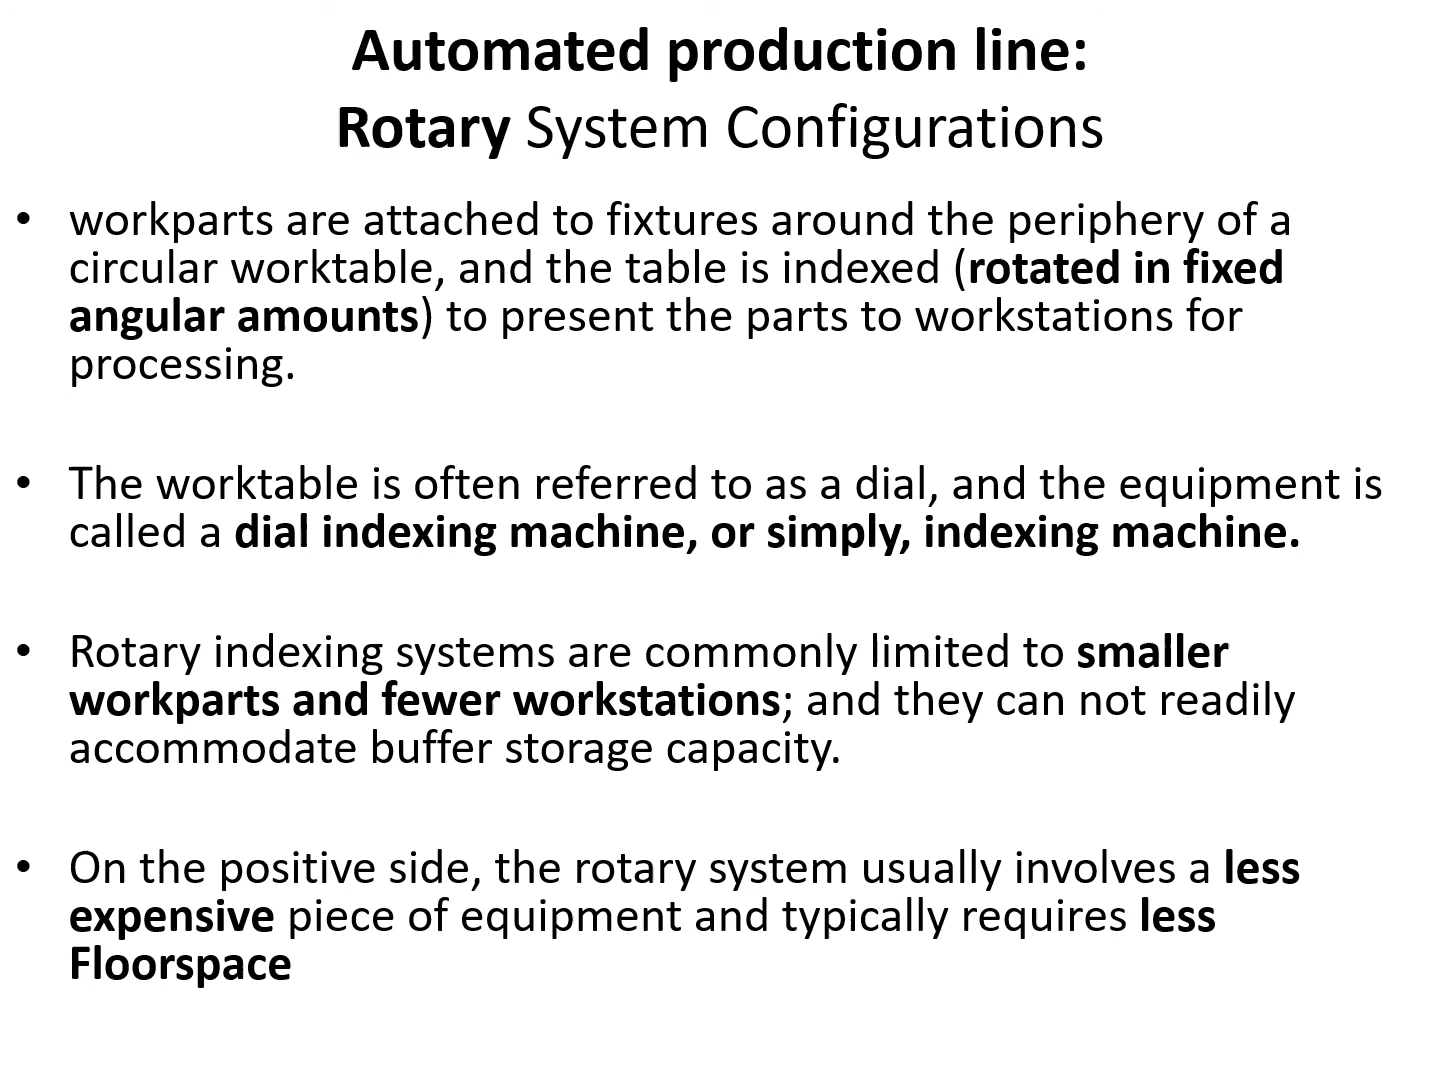 Automated production line:
Rotary System Configurations
• workparts are attached to fixtures around the periphery of a
circular worktable, and the table is indexed (rotated in fixed
angular amounts) to present the parts to workstations for
processing.
• The worktable is often referred to as a dial, and the equipment is
called a dial indexing machine, or simply, indexing machine.
• Rotary indexing systems are commonly limited to smaller
workparts and fewer workstations; and they can not readily
accommodate buffer storage capacity.
• On the positive side, the rotary system usually involves a less
expensive piece of equipment and typically requires less
Floorspace